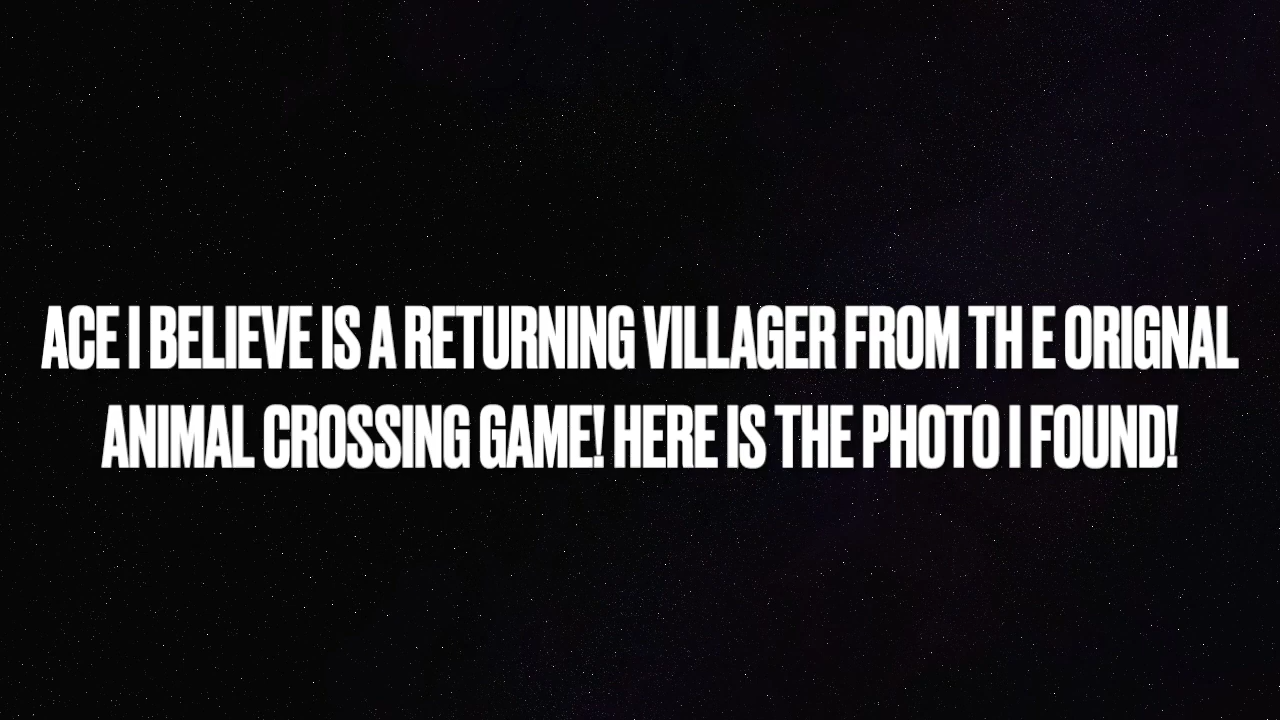 ACE I BELIEVE IS A RETURNING VILLAGER FROM TH E ORIGNAL
ANIMAL CROSSING GAME! HERE IS THE PHOTO I FOUND!